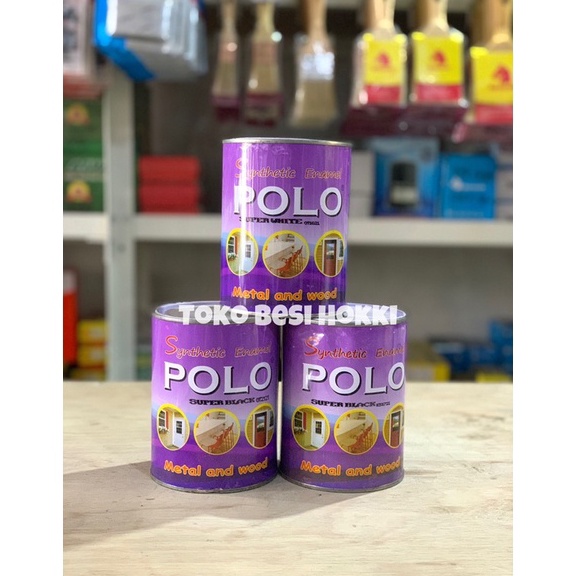 Synthetic Enamel
POLO
SUPER WHITE
Metal and wood
TOKO BESI HOKKI
Synthetic Enamel
POLO
SUPER BLACK
Metal and wood
Synthetic Ename
POLO
SUPER BLACK
Metal and wood